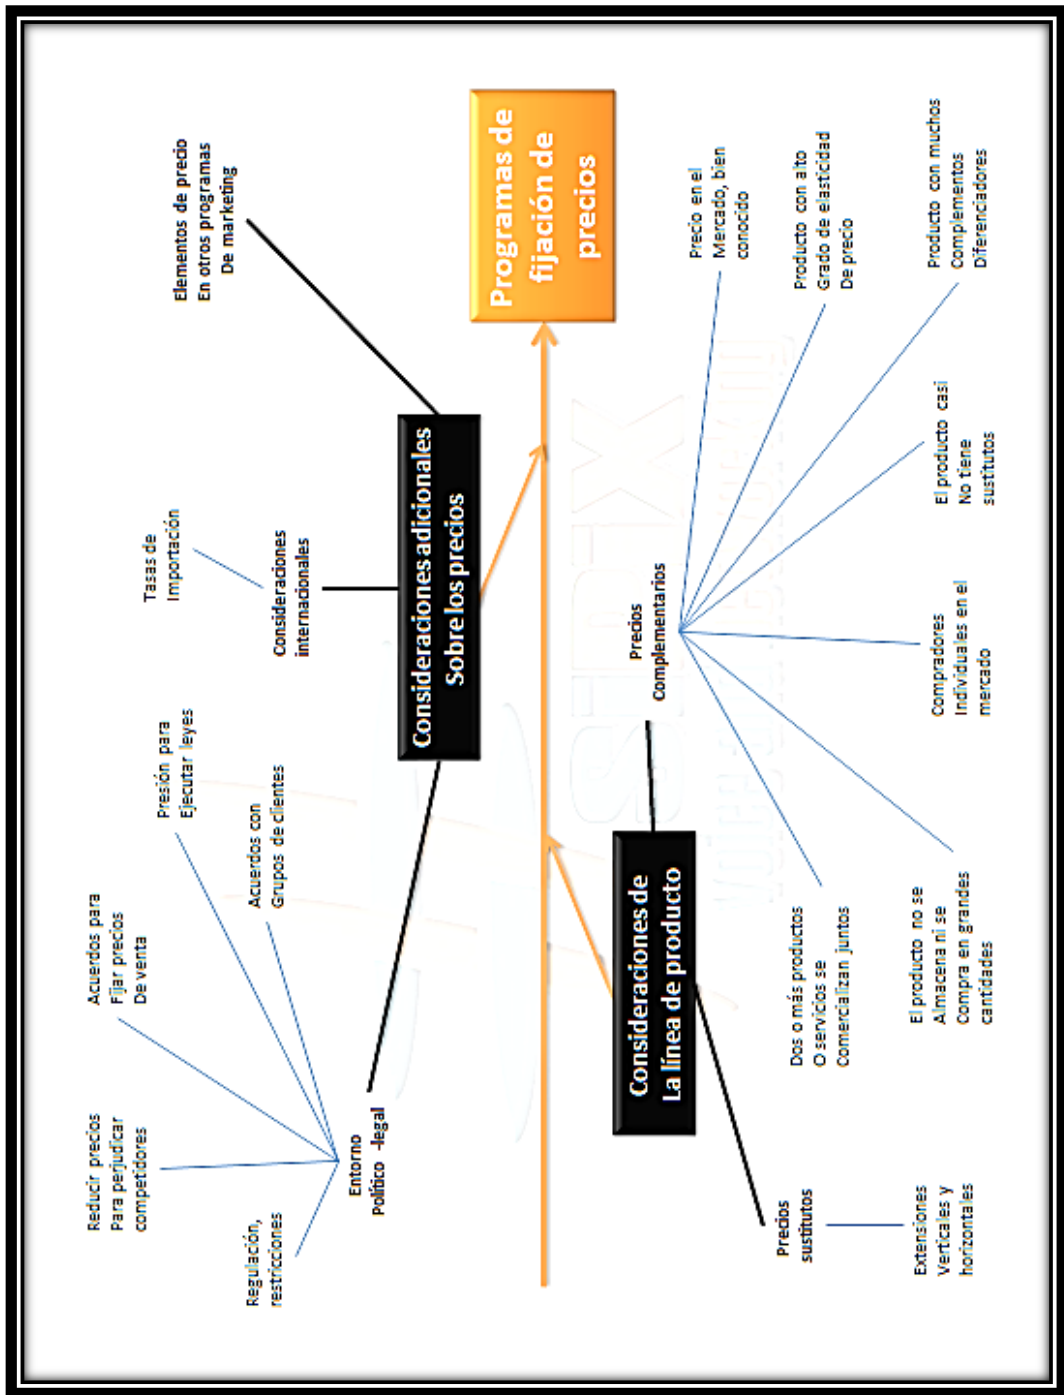 Elementos de precio
En otros programas
De marketing
Tasas de
Importación
Consideraciones
internacionales
Presión para
Ejecutar leyes
Acuerdos con
Grupos de clientes
Acuerdos para
Fijar precios
De venta
Reducir precios
Para perjudicar
competidores
Regulación,
restricciones
Entorno
Político -legal
Consideraciones adicionales
Sobre los precios
Programas de
fijación de
precios
Consideraciones de
La línea de producto
Precios
sustitutos
Extensiones
Verticales y
horizontales
Precios
Complementarios
Dos o más productos
O servicios se
Comercializan juntos
El producto no se
Almacena ni se
Compra en grandes
cantidades
Compradores
Individuales en el
mercado
El producto casi
No tiene
sustitutos
Producto con muchos
Complementos
Diferenciadores
Producto con alto
Grado de elasticidad
De precio
Precio en el
Mercado, bien
conocido